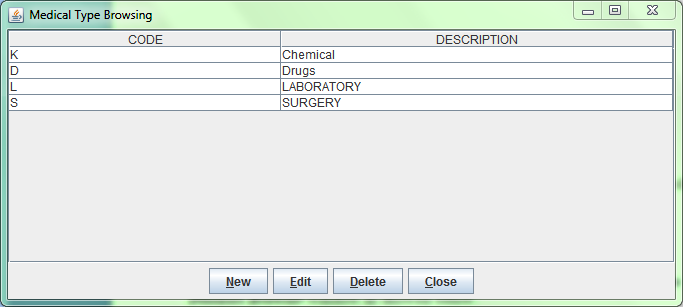 Medical Type Browsing
CODE DESCRIPTION
K Chemical
D Drugs
L LABORATORY
S SURGERY
New Edit Delete Close